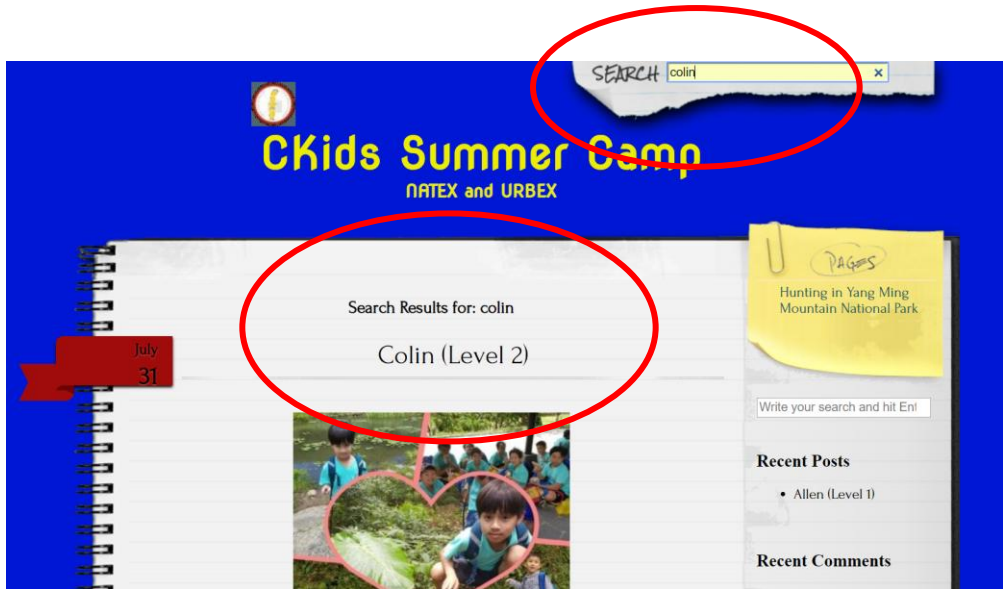 SEARCH colin
CKids Summer Camp
NATEX and URBEX
PAGES
Hunting in Yang Ming
Mountain National Park
Search Results for: colin
July
31
Colin (Level 2)
Write your search and hit Ent
Recent Posts
Allen (Level 1)
Recent Comments